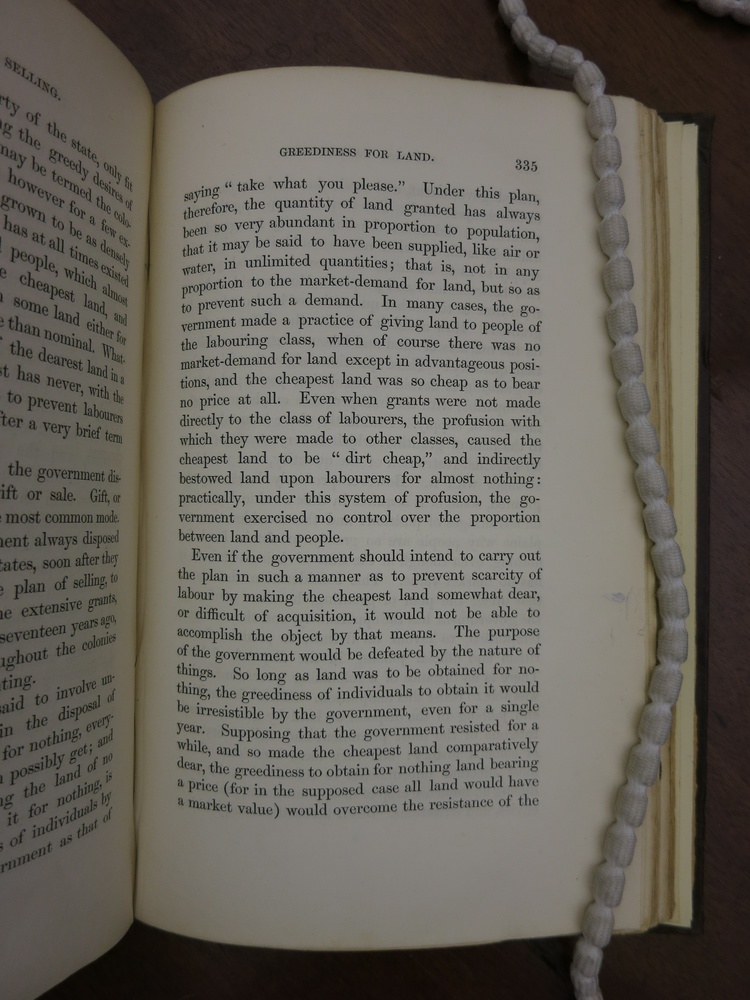 SELLING.
rty of the state, only fit
ng the greedy desires of
may be termed the colo-
however for a few ex-
grown to be as densely
has at all times existed
people, which almost
e cheapest land, and
some land either for
e than nominal. What-
the dearest land in a
st has never, with the
to prevent labourers
fter a very brief term
the government dis-
ift or sale. Gift, or
most common mode.
ment always disposed
tates, soon after they
e plan of selling, to
he extensive grants,
seventeen years ago,
ughout the colonies
ting.
said to involve un-
in the disposal of
for nothing, every-
possibly get; and
ng the land of no
it for nothing, is
s of individuals by
rnment as that of
GREEDINESS FOR LAND. 335
saying “take what you please.” Under this plan,
therefore, the quantity of land granted has always
been so very abundant in proportion to population,
that it may be said to have been supplied, like air or
water, in unlimited quantities; that is, not in any
proportion to the market-demand for land, but so as
to prevent such a demand. In many cases, the go-
vernment made a practice of giving land to people of
the labouring class, when of course there was no
market-demand for land except in advantageous posi-
tions, and the cheapest land was so cheap as to bear
no price at all. Even when grants were not made
directly to the class of labourers, the profusion with
which they were made to other classes, caused the
cheapest land to be “dirt cheap,” and indirectly
bestowed land upon labourers for almost nothing:
practically, under this system of profusion, the go-
vernment exercised no control over the proportion
between land and people.
Even if the government should intend to carry out
the plan in such a manner as to prevent scarcity of
labour by making the cheapest land somewhat dear,
or difficult of acquisition, it would not be able to
accomplish the object by that means. The purpose
of the government would be defeated by the nature of
things. So long as land was to be obtained for no-
thing, the greediness of individuals to obtain it would
be irresistible by the government, even for a single
year. Supposing that the government resisted for a
while, and so made the cheapest land comparatively
dear, the greediness to obtain for nothing land bearing
a price (for in the supposed case all land would have
a market value) would overcome the resistance of the